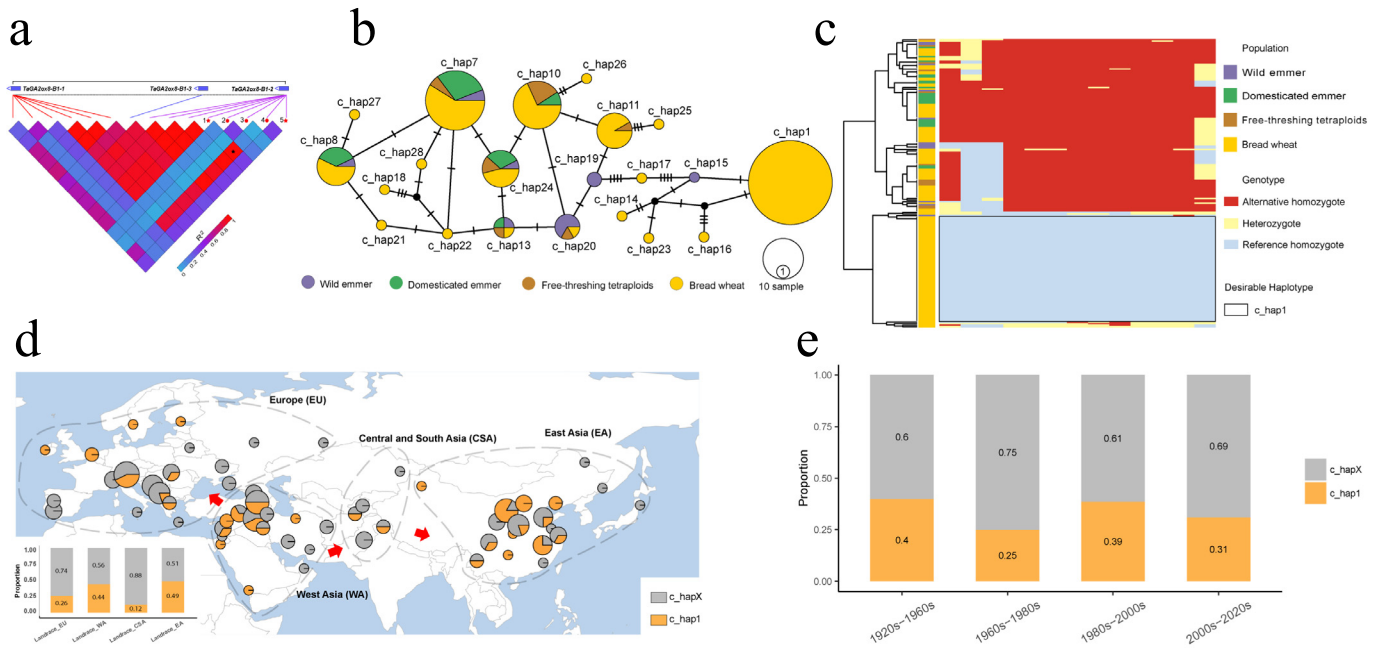 a
TaGA2ox8-B1-1
TaGA2ox8-B1-3
TaGA2ox8-B1-2
1
2
3
4
5
R²
0 0.2 0.4 0.6 0.8 1
b
c_hap7
c_hap10
c_hap26
c_hap27
c_hap11
c_hap25
c_hap1
c_hap8
c_hap28
c_hap19
c_hap17
c_hap15
c_hap18
c_hap24
c_hap14
c_hap21
c_hap22
c_hap13
c_hap20
c_hap23
c_hap16
1
10 sample
Wild emmer
Domesticated emmer
Free-threshing tetraploids
Bread wheat
c
Population
Wild emmer
Domesticated emmer
Free-threshing tetraploids
Bread wheat
Genotype
Alternative homozygote
Heterozygote
Reference homozygote
Desirable Haplotype
c_hap1
d
Europe (EU)
Central and South Asia (CSA)
East Asia (EA)
West Asia (WA)
c_hapX
c_hap1
Proportion
1.00
0.75
0.50
0.25
0.00
0.74
0.56
0.88
0.51
0.26
0.44
0.12
0.49
Landrace_EU
Landrace_WA
Landrace_CSA
Landrace_EA
e
Proportion
1.00
0.75
0.50
0.25
0.00
0.6
0.75
0.61
0.69
0.4
0.25
0.39
0.31
1920s~1960s
1960s~1980s
1980s~2000s
2000s~2020s
c_hapX
c_hap1